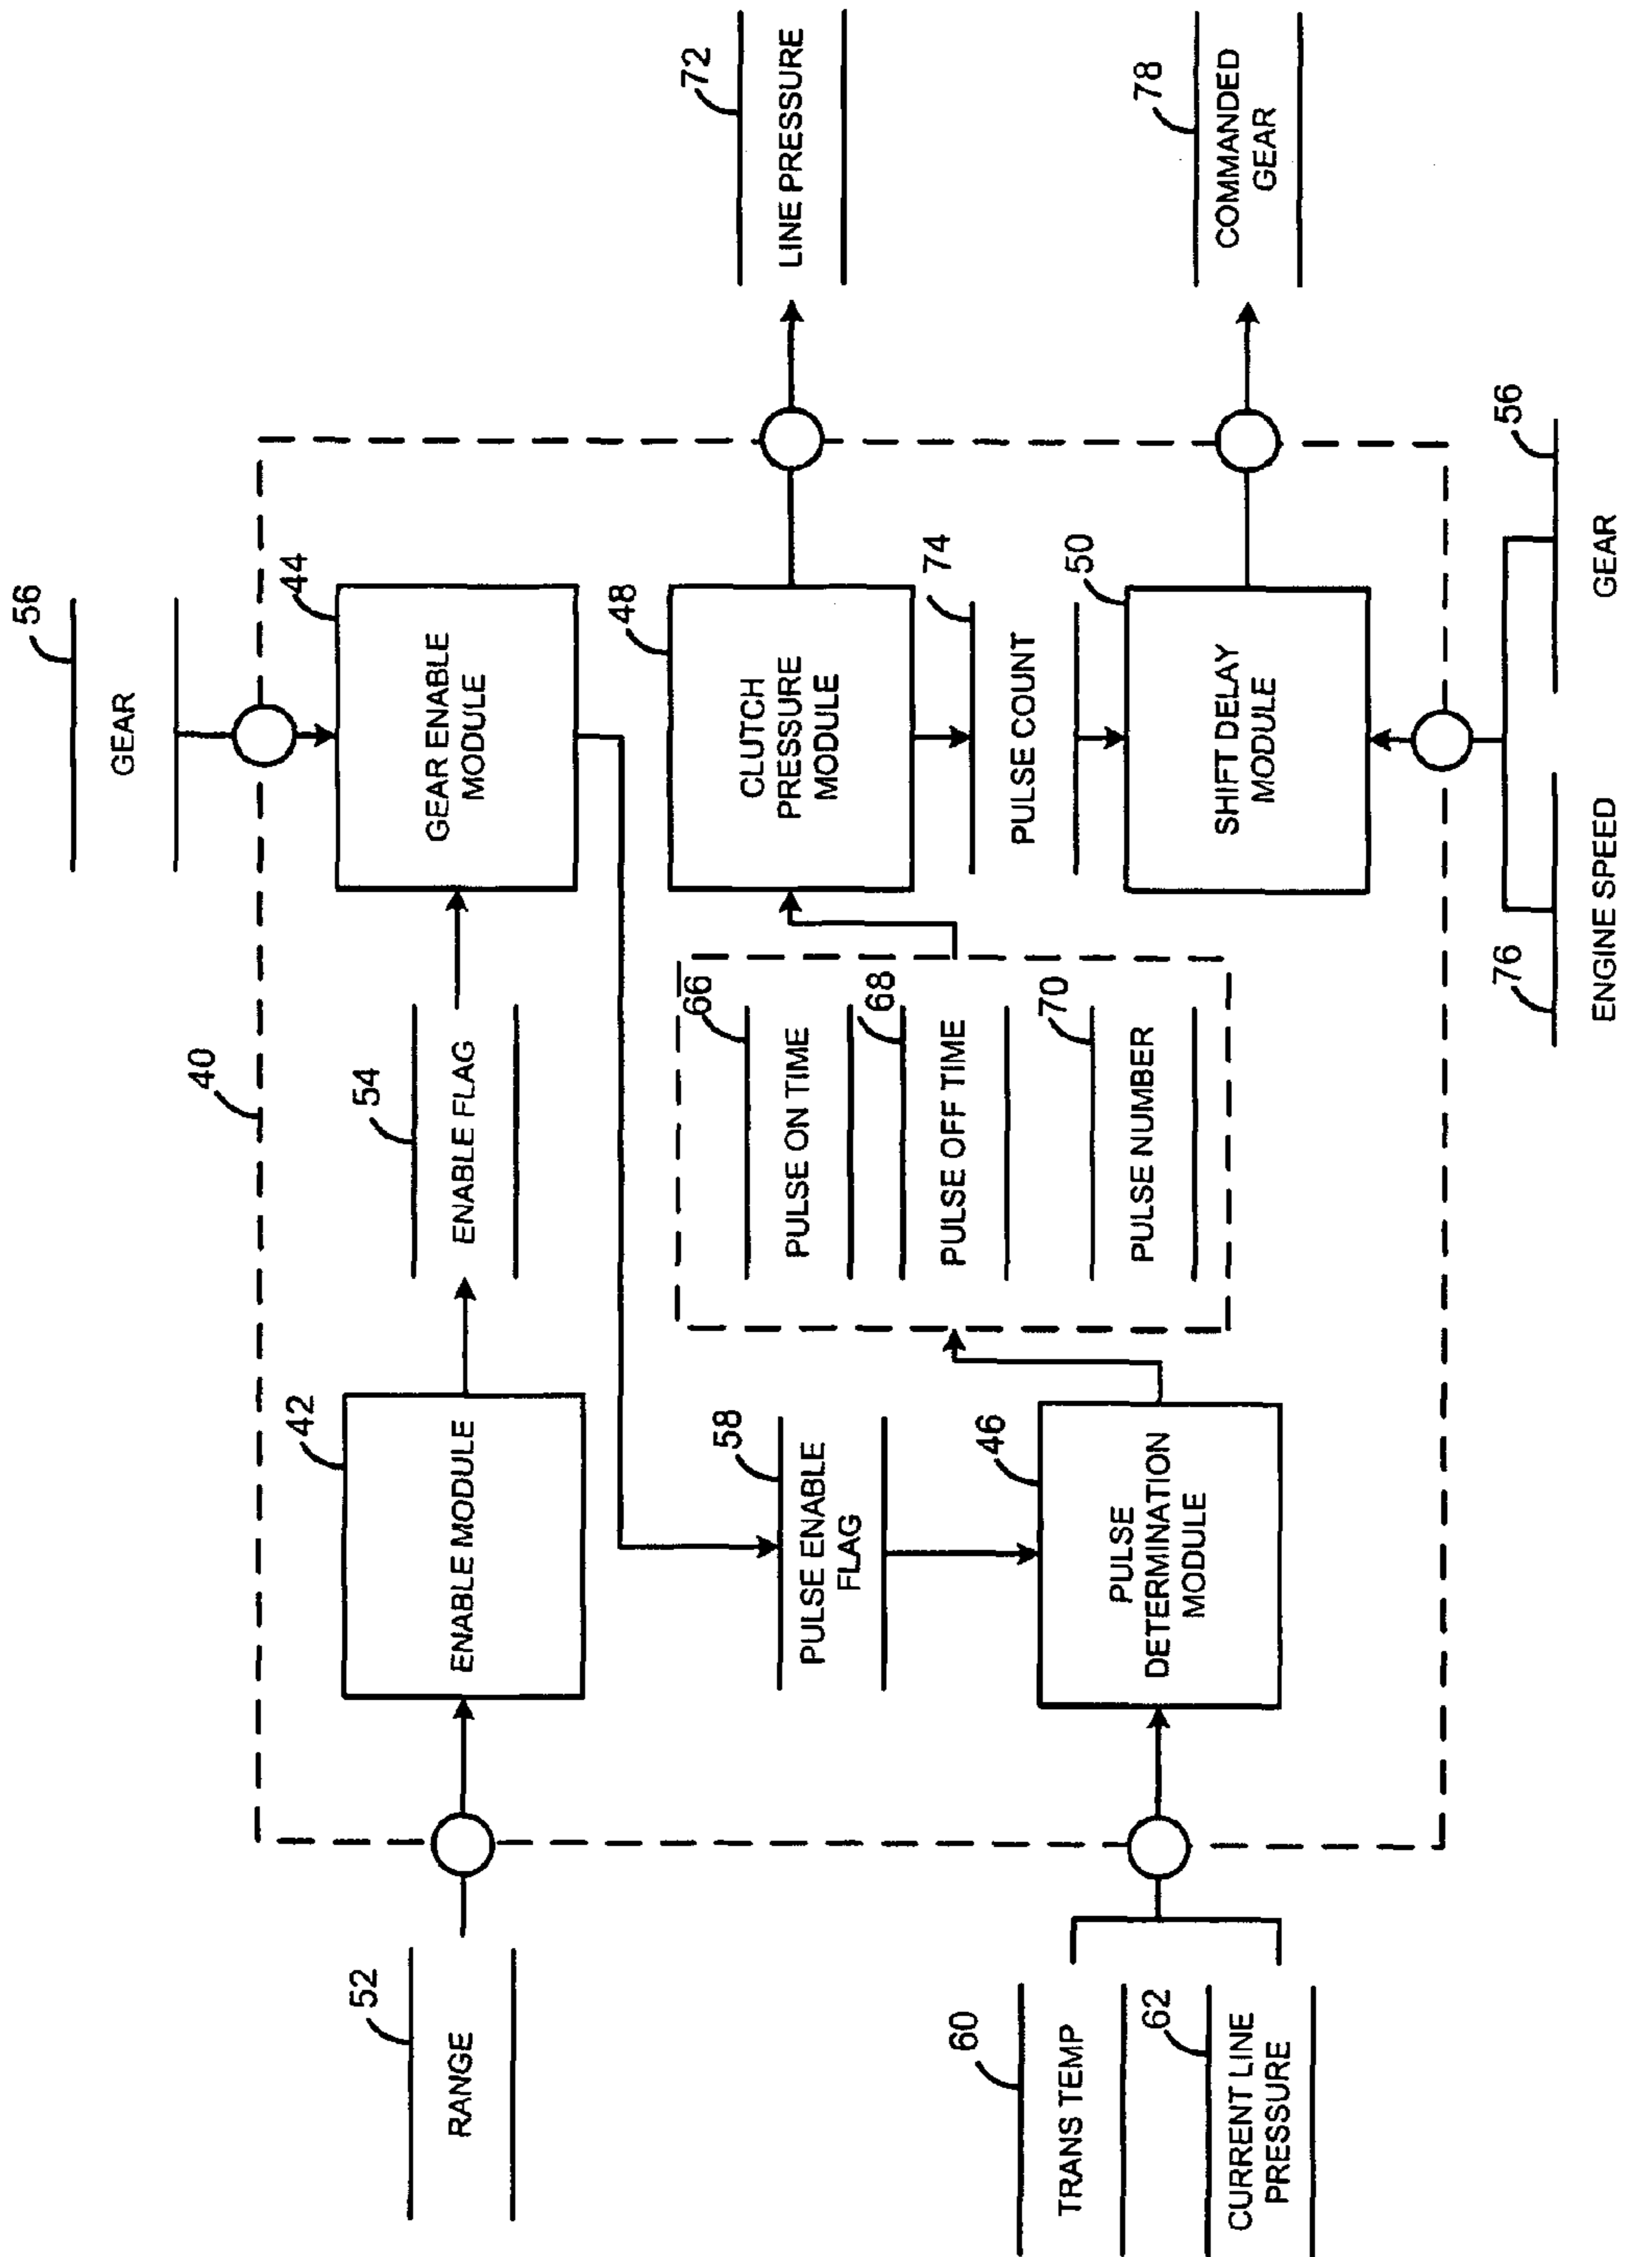 56
GEAR
40
52
RANGE
42
ENABLE MODULE
54
ENABLE FLAG
44
GEAR ENABLE
MODULE
58
PULSE ENABLE
FLAG
66
PULSE ON TIME
68
PULSE OFF TIME
70
PULSE NUMBER
48
CLUTCH
PRESSURE
MODULE
72
LINE PRESSURE
74
PULSE COUNT
60
TRANS TEMP
62
CURRENT LINE
PRESSURE
46
PULSE
DETERMINATION
MODULE
50
SHIFT DELAY
MODULE
78
COMMANDED
GEAR
76
ENGINE SPEED
56
GEAR